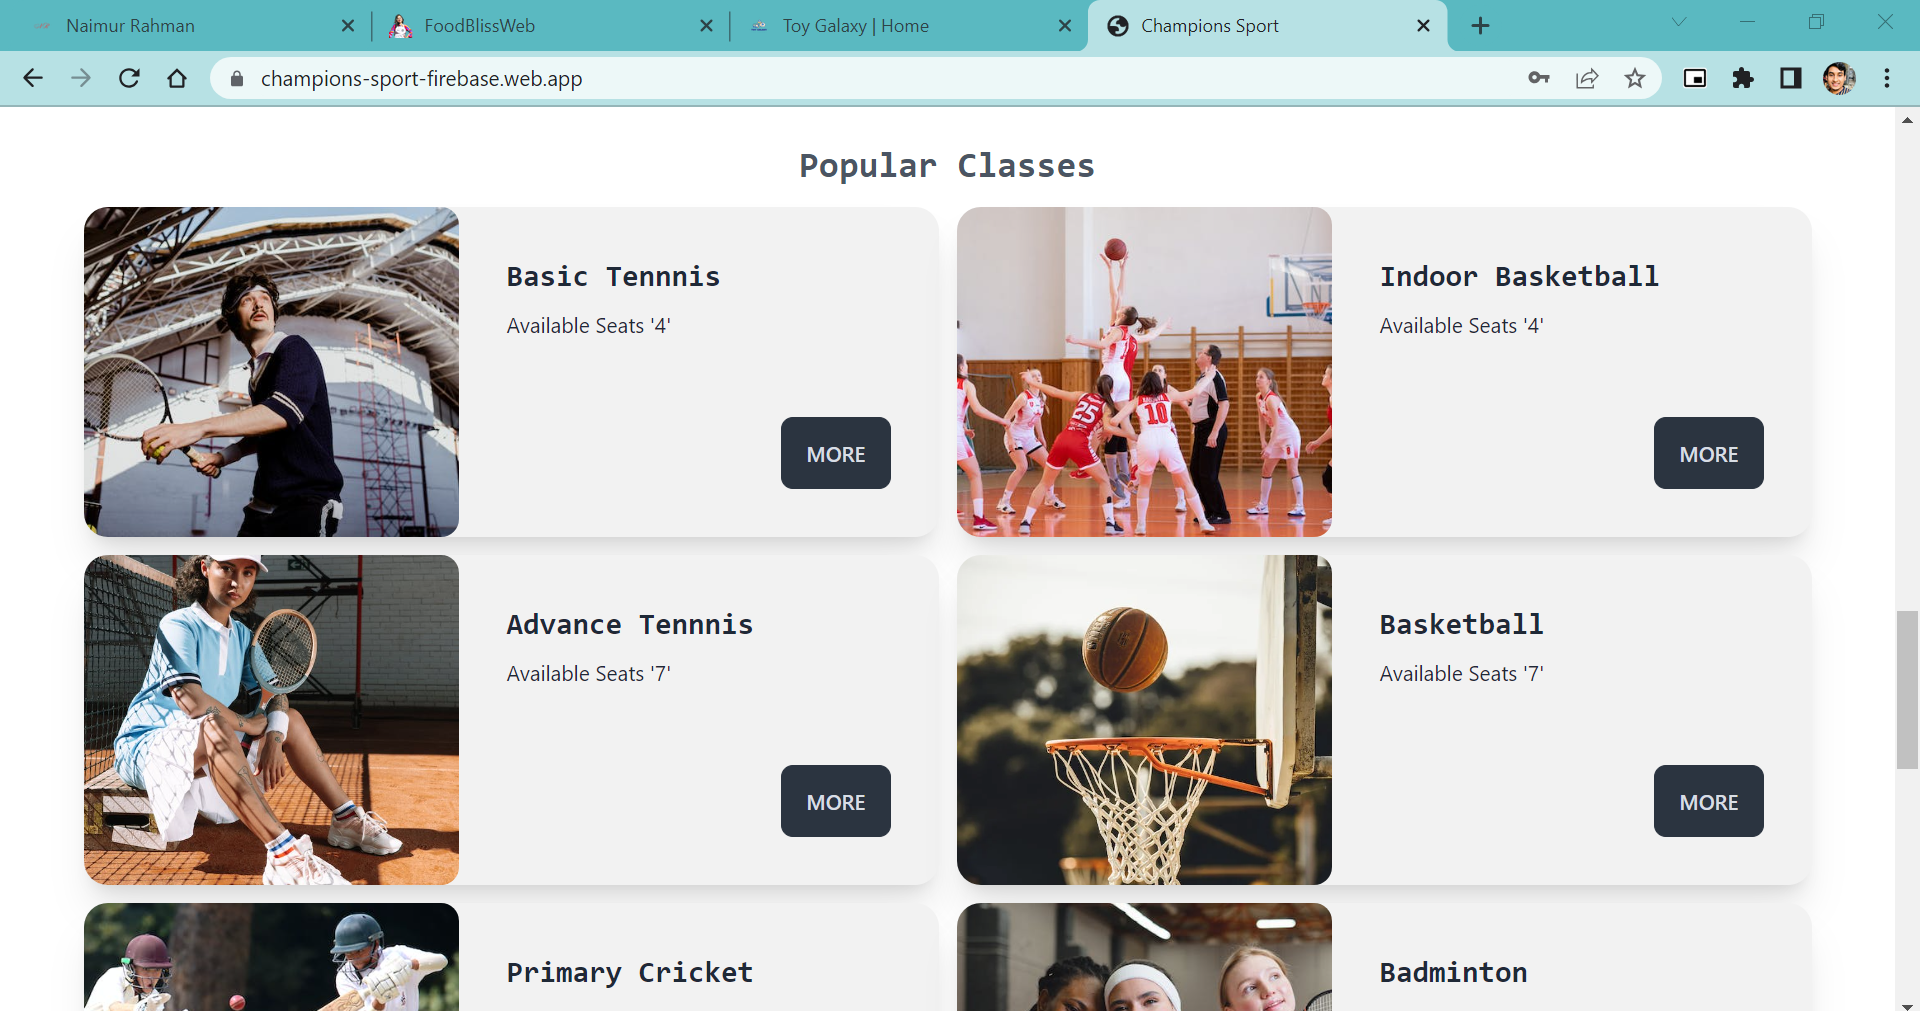 Naimur Rahman
FoodBlissWeb
Toy Galaxy | Home
Champions Sport
champions-sport-firebase.web.app
Popular Classes
Basic Tennnis
Available Seats '4'
MORE
Indoor Basketball
Available Seats '4'
MORE
25
10
Advance Tennnis
Available Seats '7'
MORE
Basketball
Available Seats '7'
MORE
Primary Cricket
Badminton